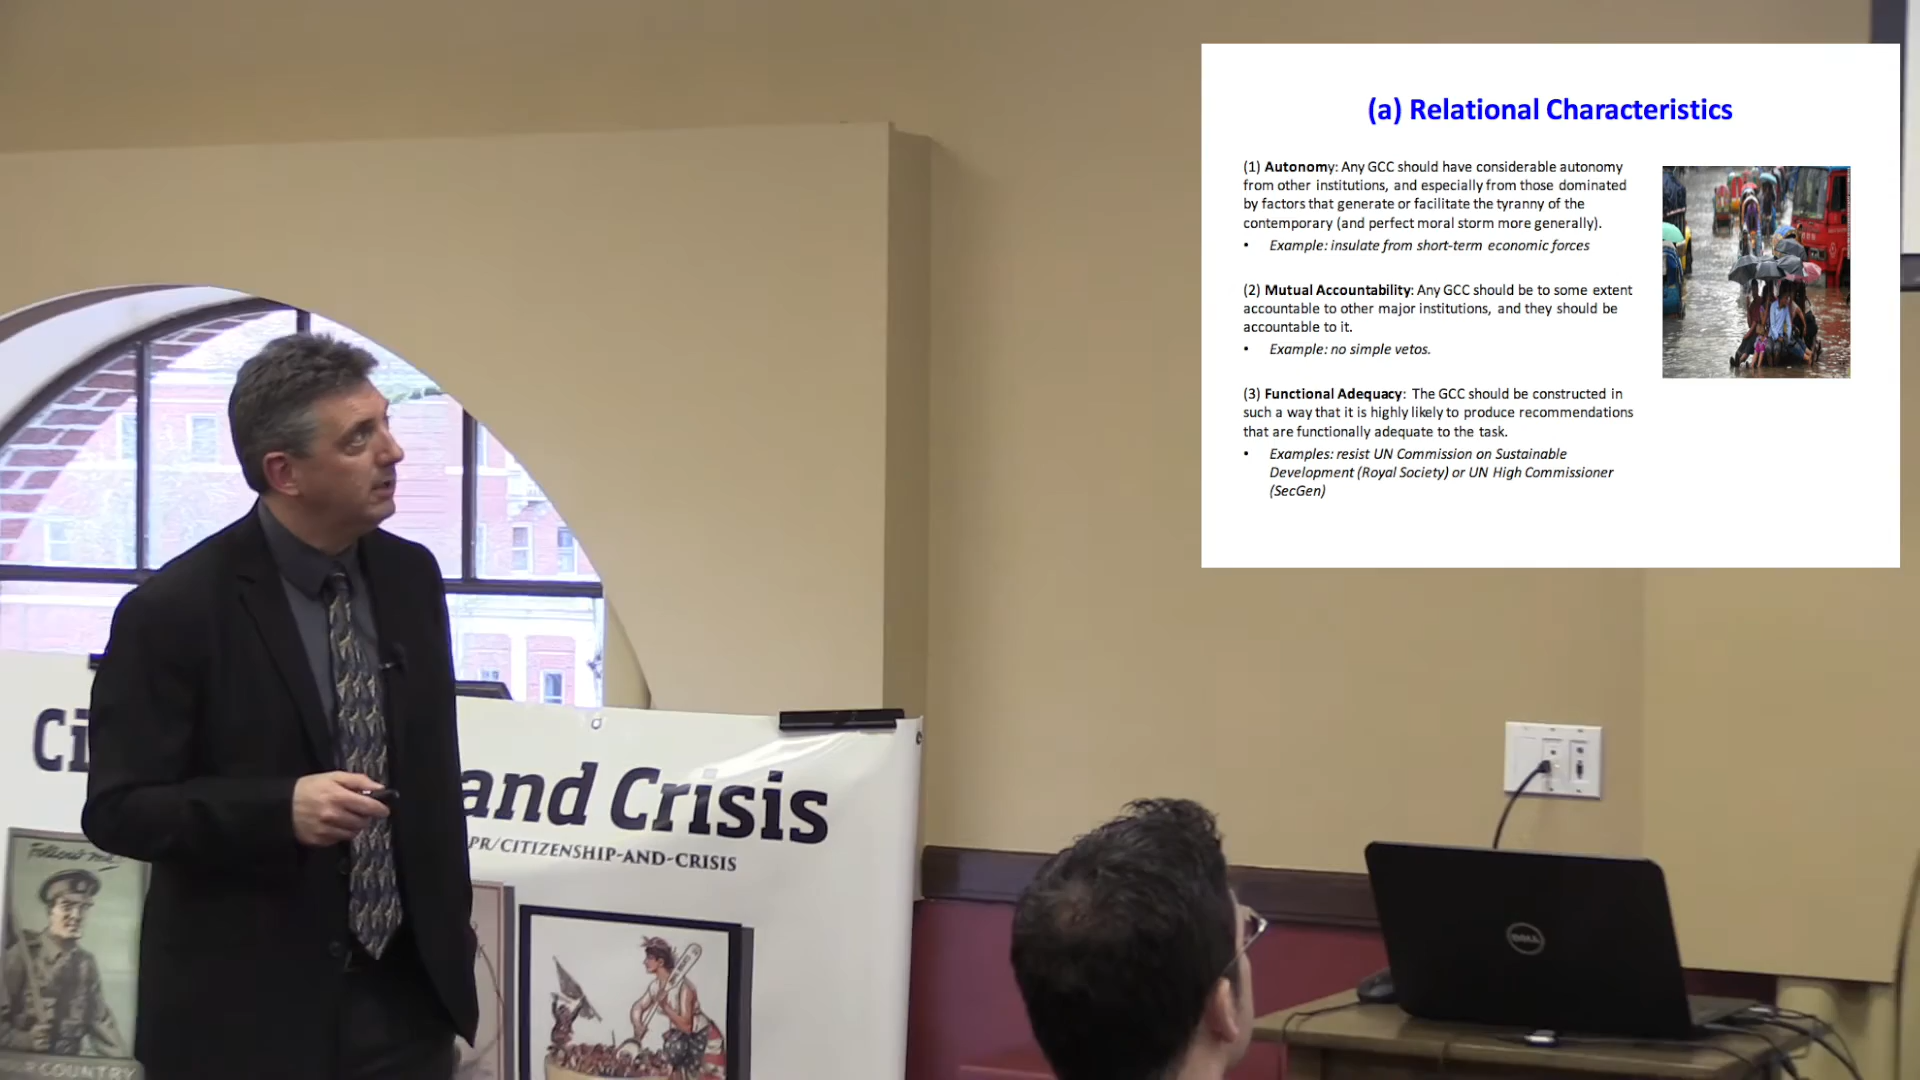 (a) Relational Characteristics
(1) Autonomy: Any GCC should have considerable autonomy
from other institutions, and especially from those dominated
by factors that generate or facilitate the tyranny of the
contemporary (and perfect moral storm more generally).
• Example: insulate from short-term economic forces
(2) Mutual Accountability: Any GCC should be to some extent
accountable to other major institutions, and they should be
accountable to it.
• Example: no simple vetos.
(3) Functional Adequacy: The GCC should be constructed in
such a way that it is highly likely to produce recommendations
that are functionally adequate to the task.
• Examples: resist UN Commission on Sustainable
Development (Royal Society) or UN High Commissioner
(SecGen)
Ci and Crisis
PR/CITIZENSHIP-AND-CRISIS
Follow me!
COUNTRY
DELL